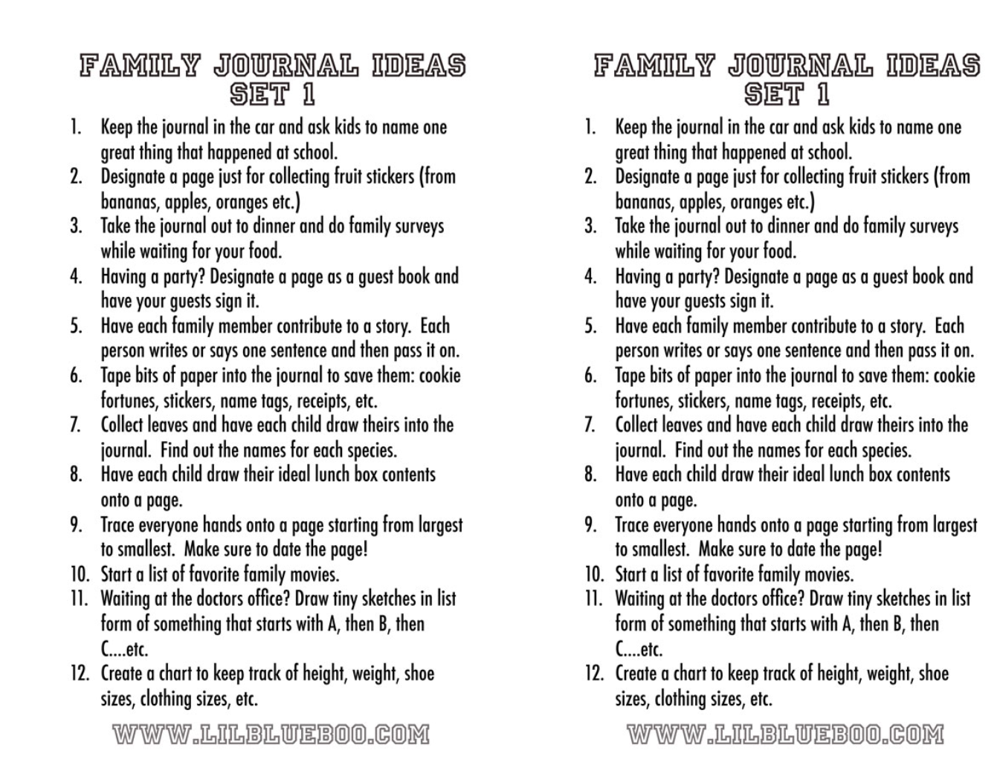 FAMILY JOURNAL IDEAS
SET 1
1. Keep the journal in the car and ask kids to name one
great thing that happened at school.
2. Designate a page just for collecting fruit stickers (from
bananas, apples, oranges etc.)
3. Take the journal out to dinner and do family surveys
while waiting for your food.
4. Having a party? Designate a page as a guest book and
have your guests sign it.
5. Have each family member contribute to a story.  Each
person writes or says one sentence and then pass it on.
6. Tape bits of paper into the journal to save them: cookie
fortunes, stickers, name tags, receipts, etc.
7. Collect leaves and have each child draw theirs into the
journal.  Find out the names for each species.
8. Have each child draw their ideal lunch box contents
onto a page.
9. Trace everyone hands onto a page starting from largest
to smallest.  Make sure to date the page!
10. Start a list of favorite family movies.
11. Waiting at the doctors office? Draw tiny sketches in list
form of something that starts with A, then B, then
C....etc.
12. Create a chart to keep track of height, weight, shoe
sizes, clothing sizes, etc.
WWW.LILBLUEBOO.COM
FAMILY JOURNAL IDEAS
SET 1
1. Keep the journal in the car and ask kids to name one
great thing that happened at school.
2. Designate a page just for collecting fruit stickers (from
bananas, apples, oranges etc.)
3. Take the journal out to dinner and do family surveys
while waiting for your food.
4. Having a party? Designate a page as a guest book and
have your guests sign it.
5. Have each family member contribute to a story.  Each
person writes or says one sentence and then pass it on.
6. Tape bits of paper into the journal to save them: cookie
fortunes, stickers, name tags, receipts, etc.
7. Collect leaves and have each child draw theirs into the
journal.  Find out the names for each species.
8. Have each child draw their ideal lunch box contents
onto a page.
9. Trace everyone hands onto a page starting from largest
to smallest.  Make sure to date the page!
10. Start a list of favorite family movies.
11. Waiting at the doctors office? Draw tiny sketches in list
form of something that starts with A, then B, then
C....etc.
12. Create a chart to keep track of height, weight, shoe
sizes, clothing sizes, etc.
WWW.LILBLUEBOO.COM